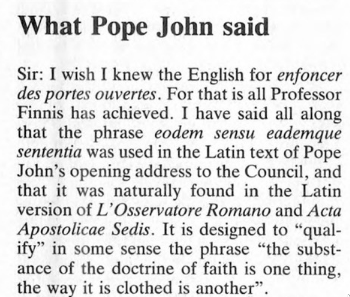 What Pope John said
Sir: I wish I knew the English for enfoncer
des portes ouvertes. For that is all Professor
Finnis has achieved. I have said all along
that the phrase eodem sensu eademque
sententia was used in the Latin text of Pope
John's opening address to the Council, and
that it was naturally found in the Latin
version of L'Osservatore Romano and Acta
Apostolicae Sedis. It is designed to "qual-
ify" in some sense the phrase "the subst-
ance of the doctrine of faith is one thing,
the way it is clothed is another".